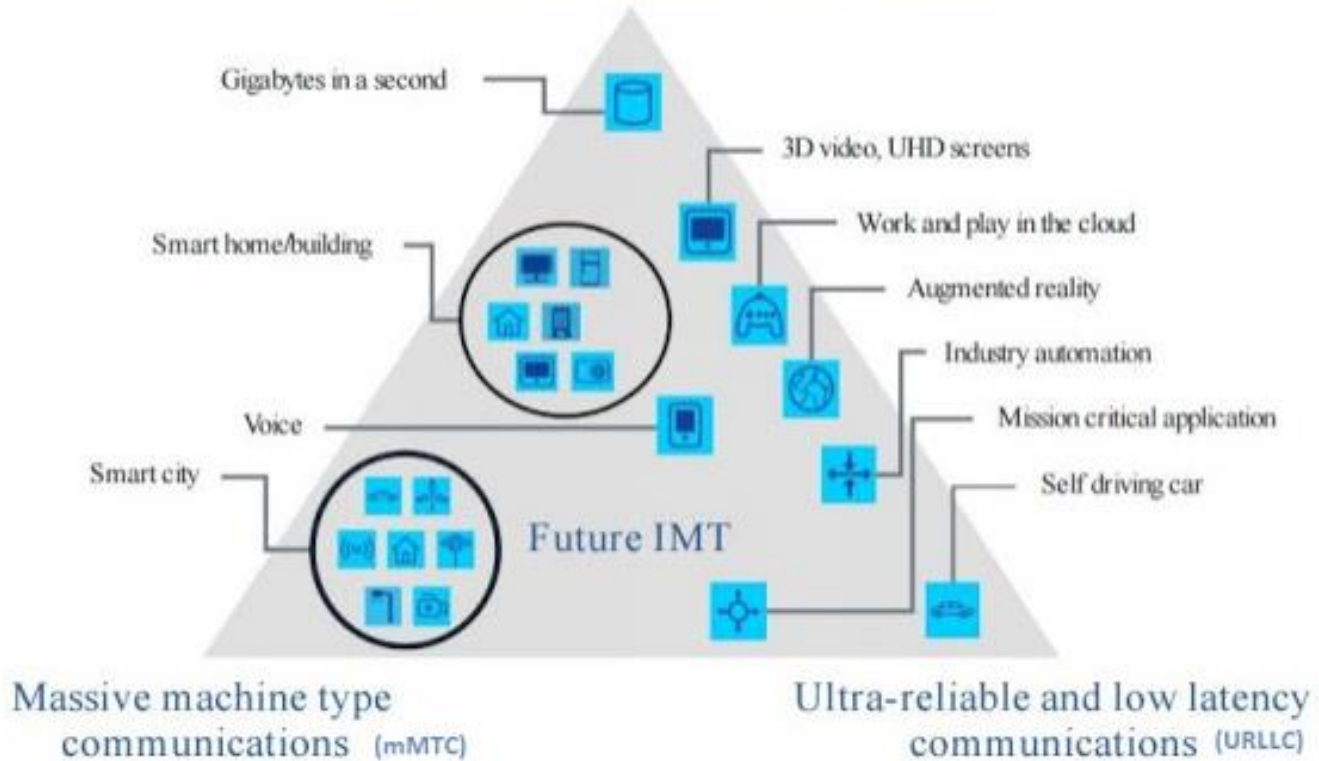 Gigabytes in a second
3D video, UHD screens
Smart home/building
Work and play in the cloud
Augmented reality
Industry automation
Voice
Mission critical application
Smart city
Self driving car
Future IMT
Massive machine type
communications (mMTC)
Ultra-reliable and low latency
communications (URLLC)